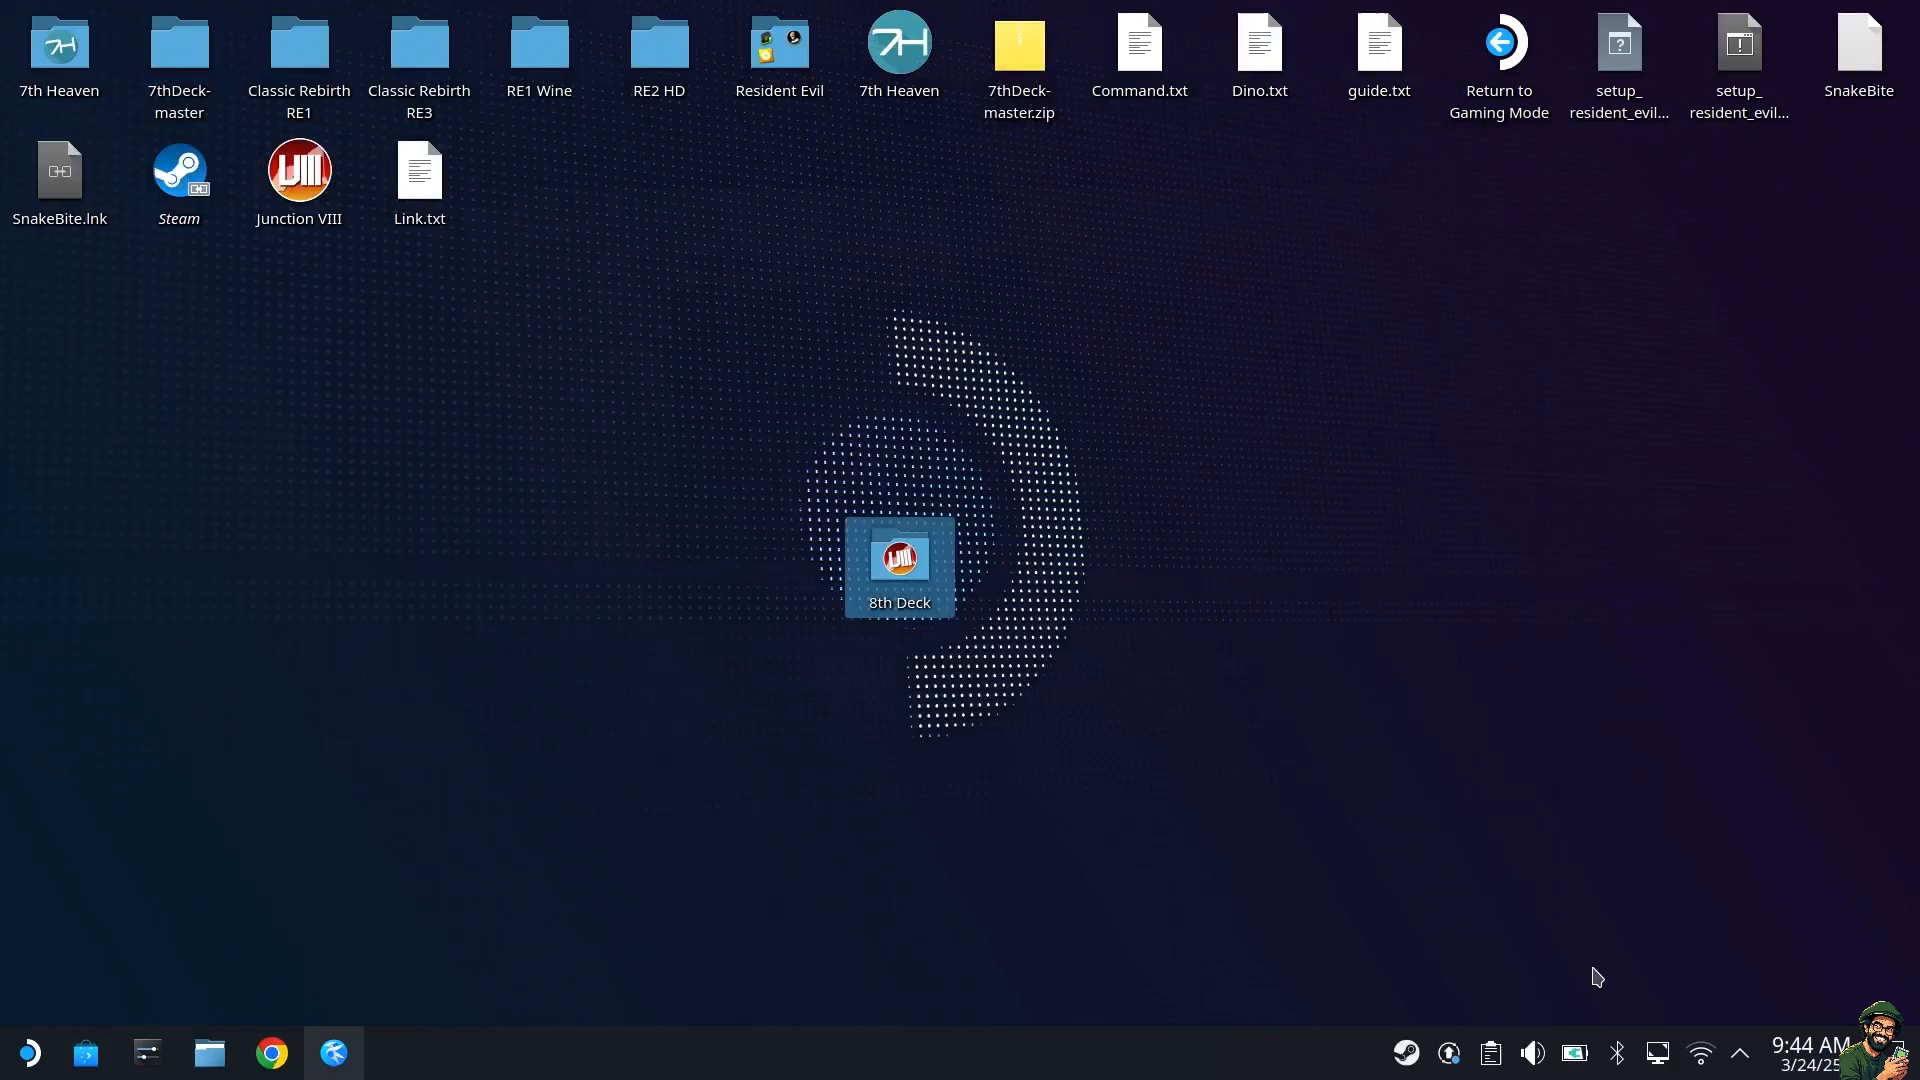 7th Heaven
7thDeck-
master
Classic Rebirth
RE1
Classic Rebirth
RE3
RE1 Wine
RE2 HD
Resident Evil
7th Heaven
7thDeck-
master.zip
Command.txt
Dino.txt
guide.txt
Return to
Gaming Mode
setup_
resident_evil...
setup_
resident_evil...
SnakeBite
SnakeBite.lnk
Steam
Junction VIII
Link.txt
8th Deck
9:44 AM
3/24/25